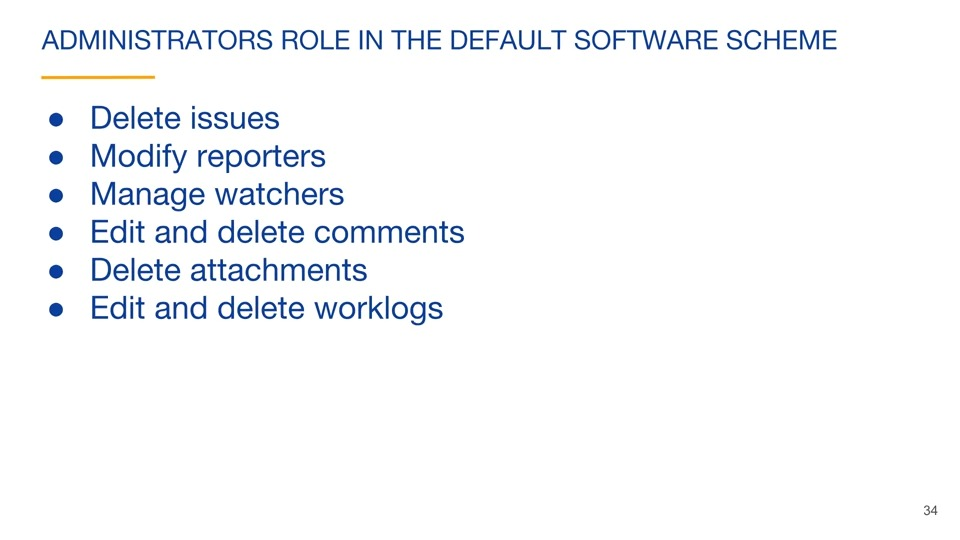 ADMINISTRATORS ROLE IN THE DEFAULT SOFTWARE SCHEME
● Delete issues
● Modify reporters
● Manage watchers
● Edit and delete comments
● Delete attachments
● Edit and delete worklogs
34